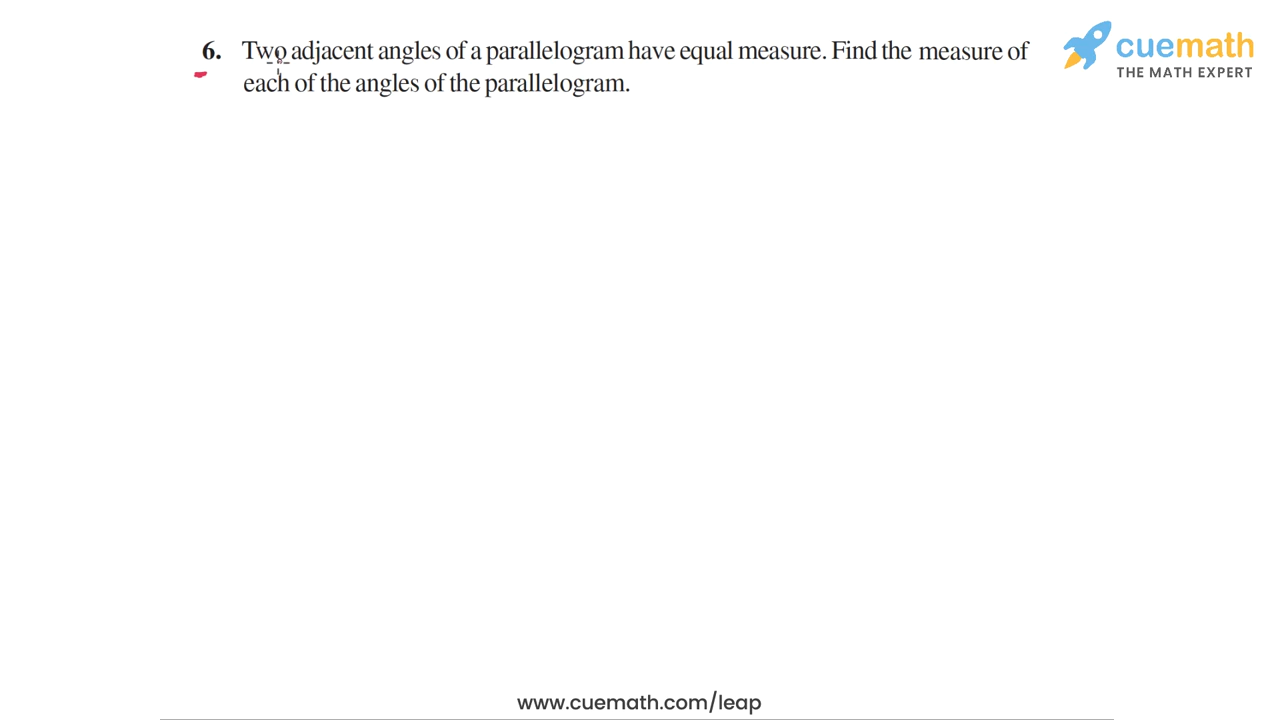 6. Two adjacent angles of a parallelogram have equal measure. Find the measure of
each of the angles of the parallelogram.
cuemath
THE MATH EXPERT
www.cuemath.com/leap